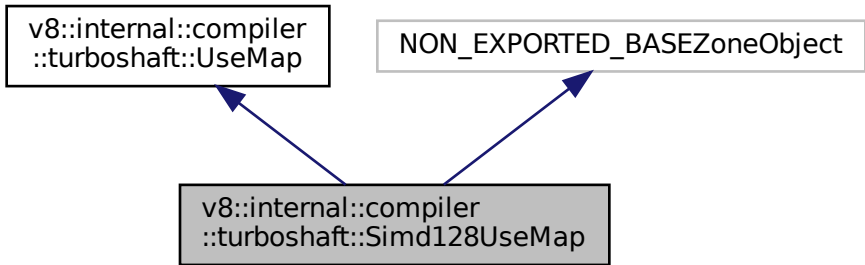 v8::internal::compiler
::turboshaft::UseMap
NON_EXPORTED_BASEZoneObject
v8::internal::compiler
::turboshaft::Simd128UseMap